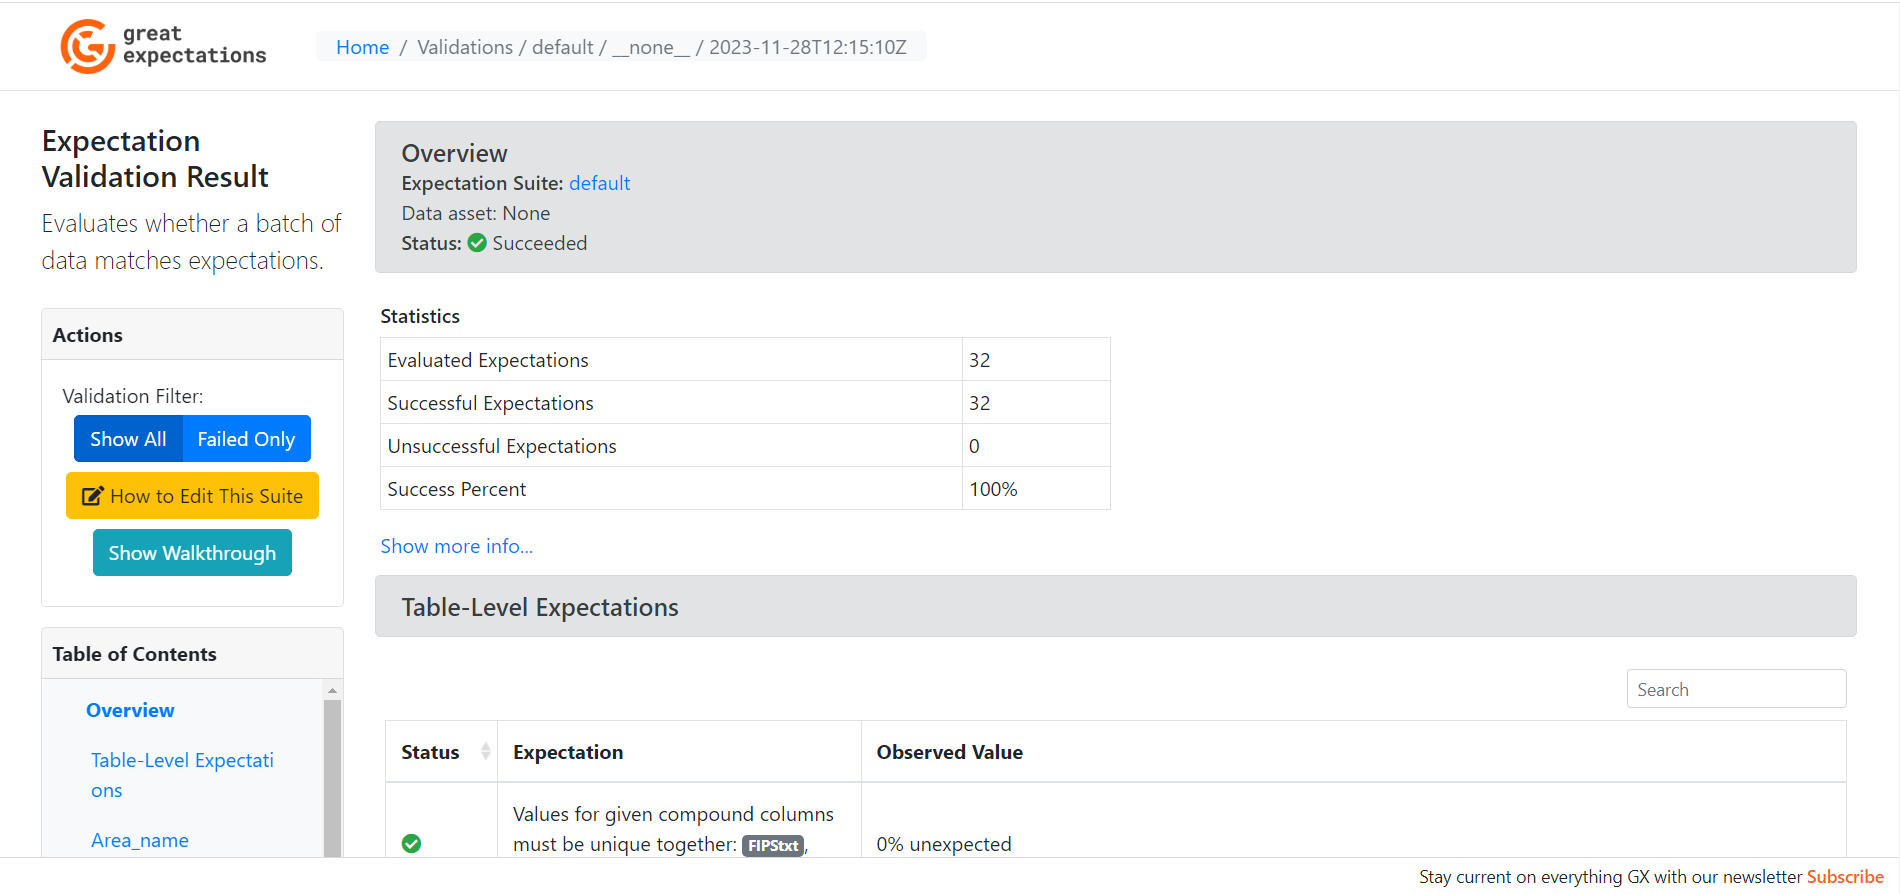 great
expectations
Home / Validations / default / __none__ / 2023-11-28T12:15:10Z
Expectation
Validation Result
Evaluates whether a batch of
data matches expectations.
Actions
Validation Filter:
Show All Failed Only
How to Edit This Suite
Show Walkthrough
Table of Contents
Overview
Table-Level Expectati
ons
Area_name
Overview
Expectation Suite: default
Data asset: None
Status: Succeeded
Statistics
Evaluated Expectations 32
Successful Expectations 32
Unsuccessful Expectations 0
Success Percent 100%
Show more info...
Table-Level Expectations
Search
Status Expectation Observed Value
Values for given compound columns
must be unique together: FIPStxt, 0% unexpected
Stay current on everything GX with our newsletter Subscribe